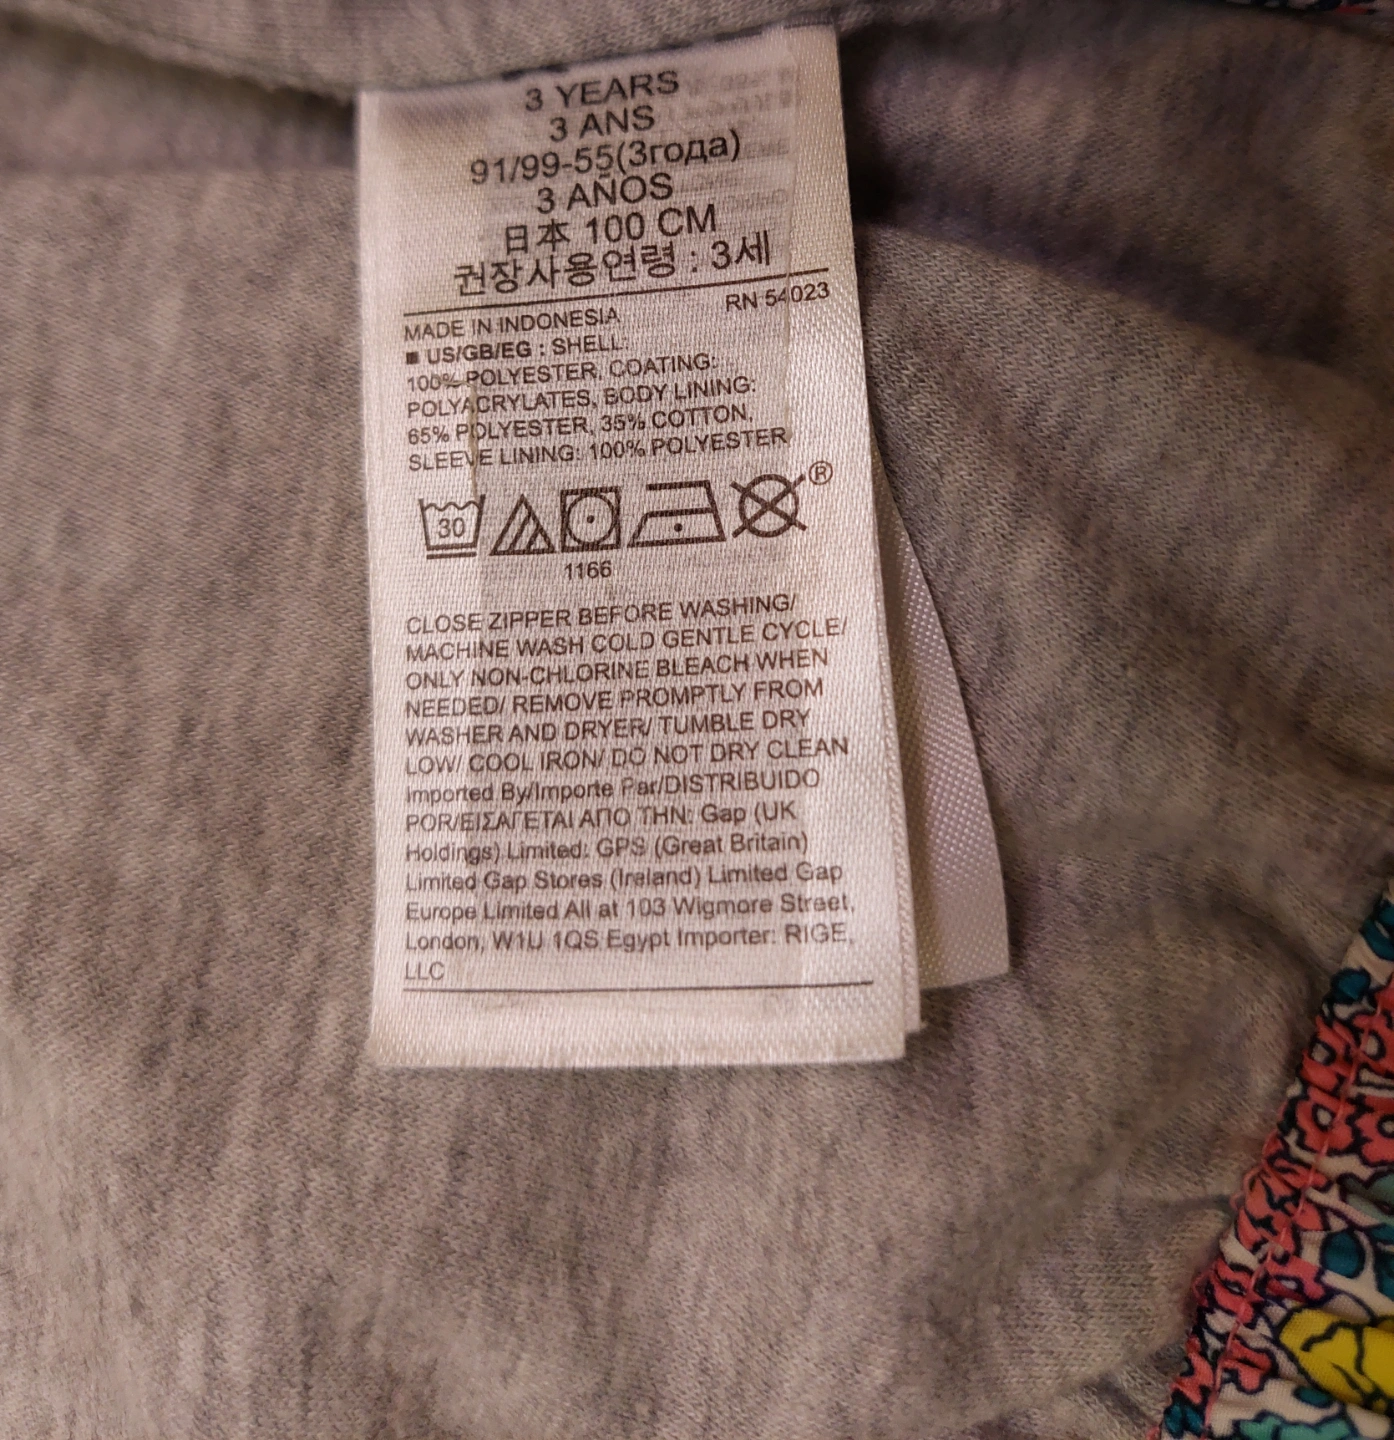 3 YEARS
3 ANS
91/99-55(3года)
3 AÑOS
日本 100 CM
권장사용연령 : 3세
RN 54023
MADE IN INDONESIA
■ US/GB/EG : SHELL:
100% POLYESTER, COATING:
POLYACRYLATES, BODY LINING:
65% POLYESTER, 35% COTTON,
SLEEVE LINING: 100% POLYESTER
30
®
1166
CLOSE ZIPPER BEFORE WASHING/
MACHINE WASH COLD GENTLE CYCLE/
ONLY NON-CHLORINE BLEACH WHEN
NEEDED/ REMOVE PROMPTLY FROM
WASHER AND DRYER/ TUMBLE DRY
LOW/ COOL IRON/ DO NOT DRY CLEAN
Imported By/Importe Par/DISTRIBUIDO
POR/ΕΙΣΑΓΕΤΑΙ ΑΠΟ ΤΗΝ: Gap (UK
Holdings) Limited: GPS (Great Britain)
Limited Gap Stores (Ireland) Limited Gap
Europe Limited All at 103 Wigmore Street,
London, W1U 1QS Egypt Importer: RIGE,
LLC